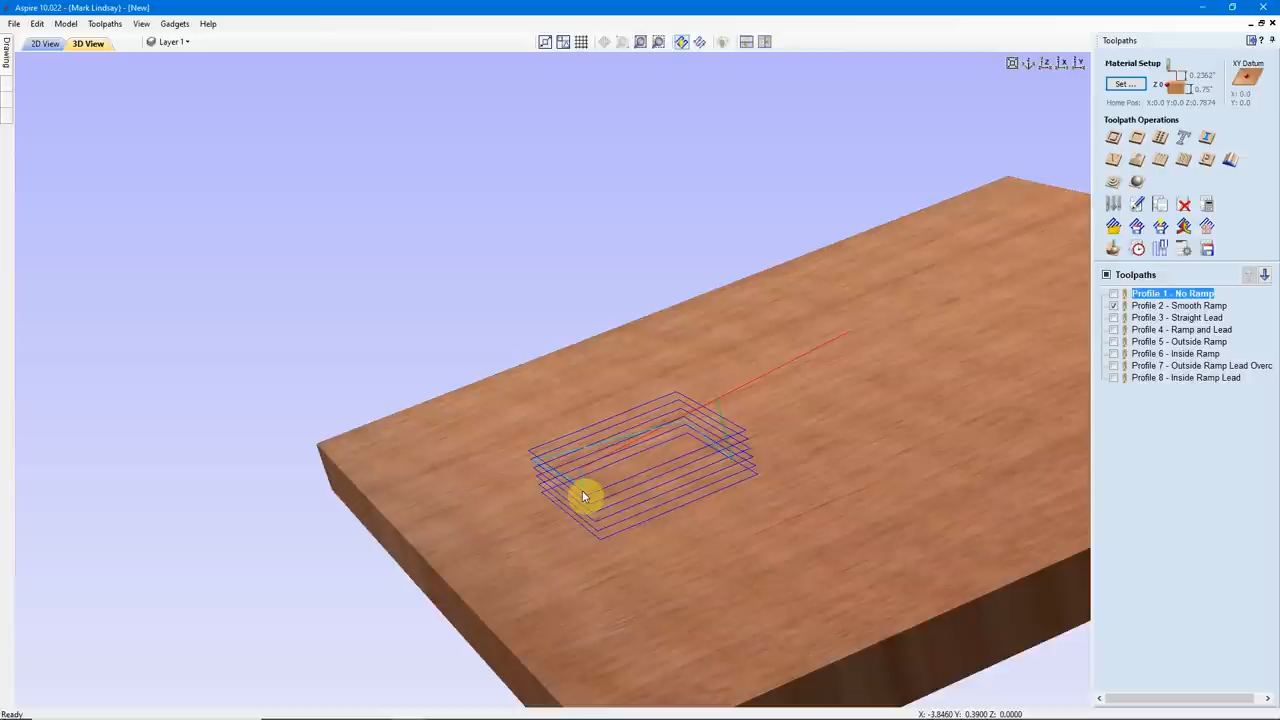 Aspire 10.022 - (Mark Lindsay) - [New]
File Edit Model Toolpaths View Gadgets Help
2D View 3D View Layer 1
Drawing
Toolpaths
Material Setup
XY Datum
0.2362"
Set ...
Z 0
0.75"
X: 0.0
Y: 0.0
Home Pos: X:0.0 Y:0.0 Z:0.7874
Toolpath Operations
Toolpaths
Profile 1 - No Ramp
Profile 2 - Smooth Ramp
Profile 3 - Straight Lead
Profile 4 - Ramp and Lead
Profile 5 - Outside Ramp
Profile 6 - Inside Ramp
Profile 7 - Outside Ramp Lead Overc
Profile 8 - Inside Ramp Lead
Ready
X: -3.8460 Y: 0.3900 Z: 0.0000